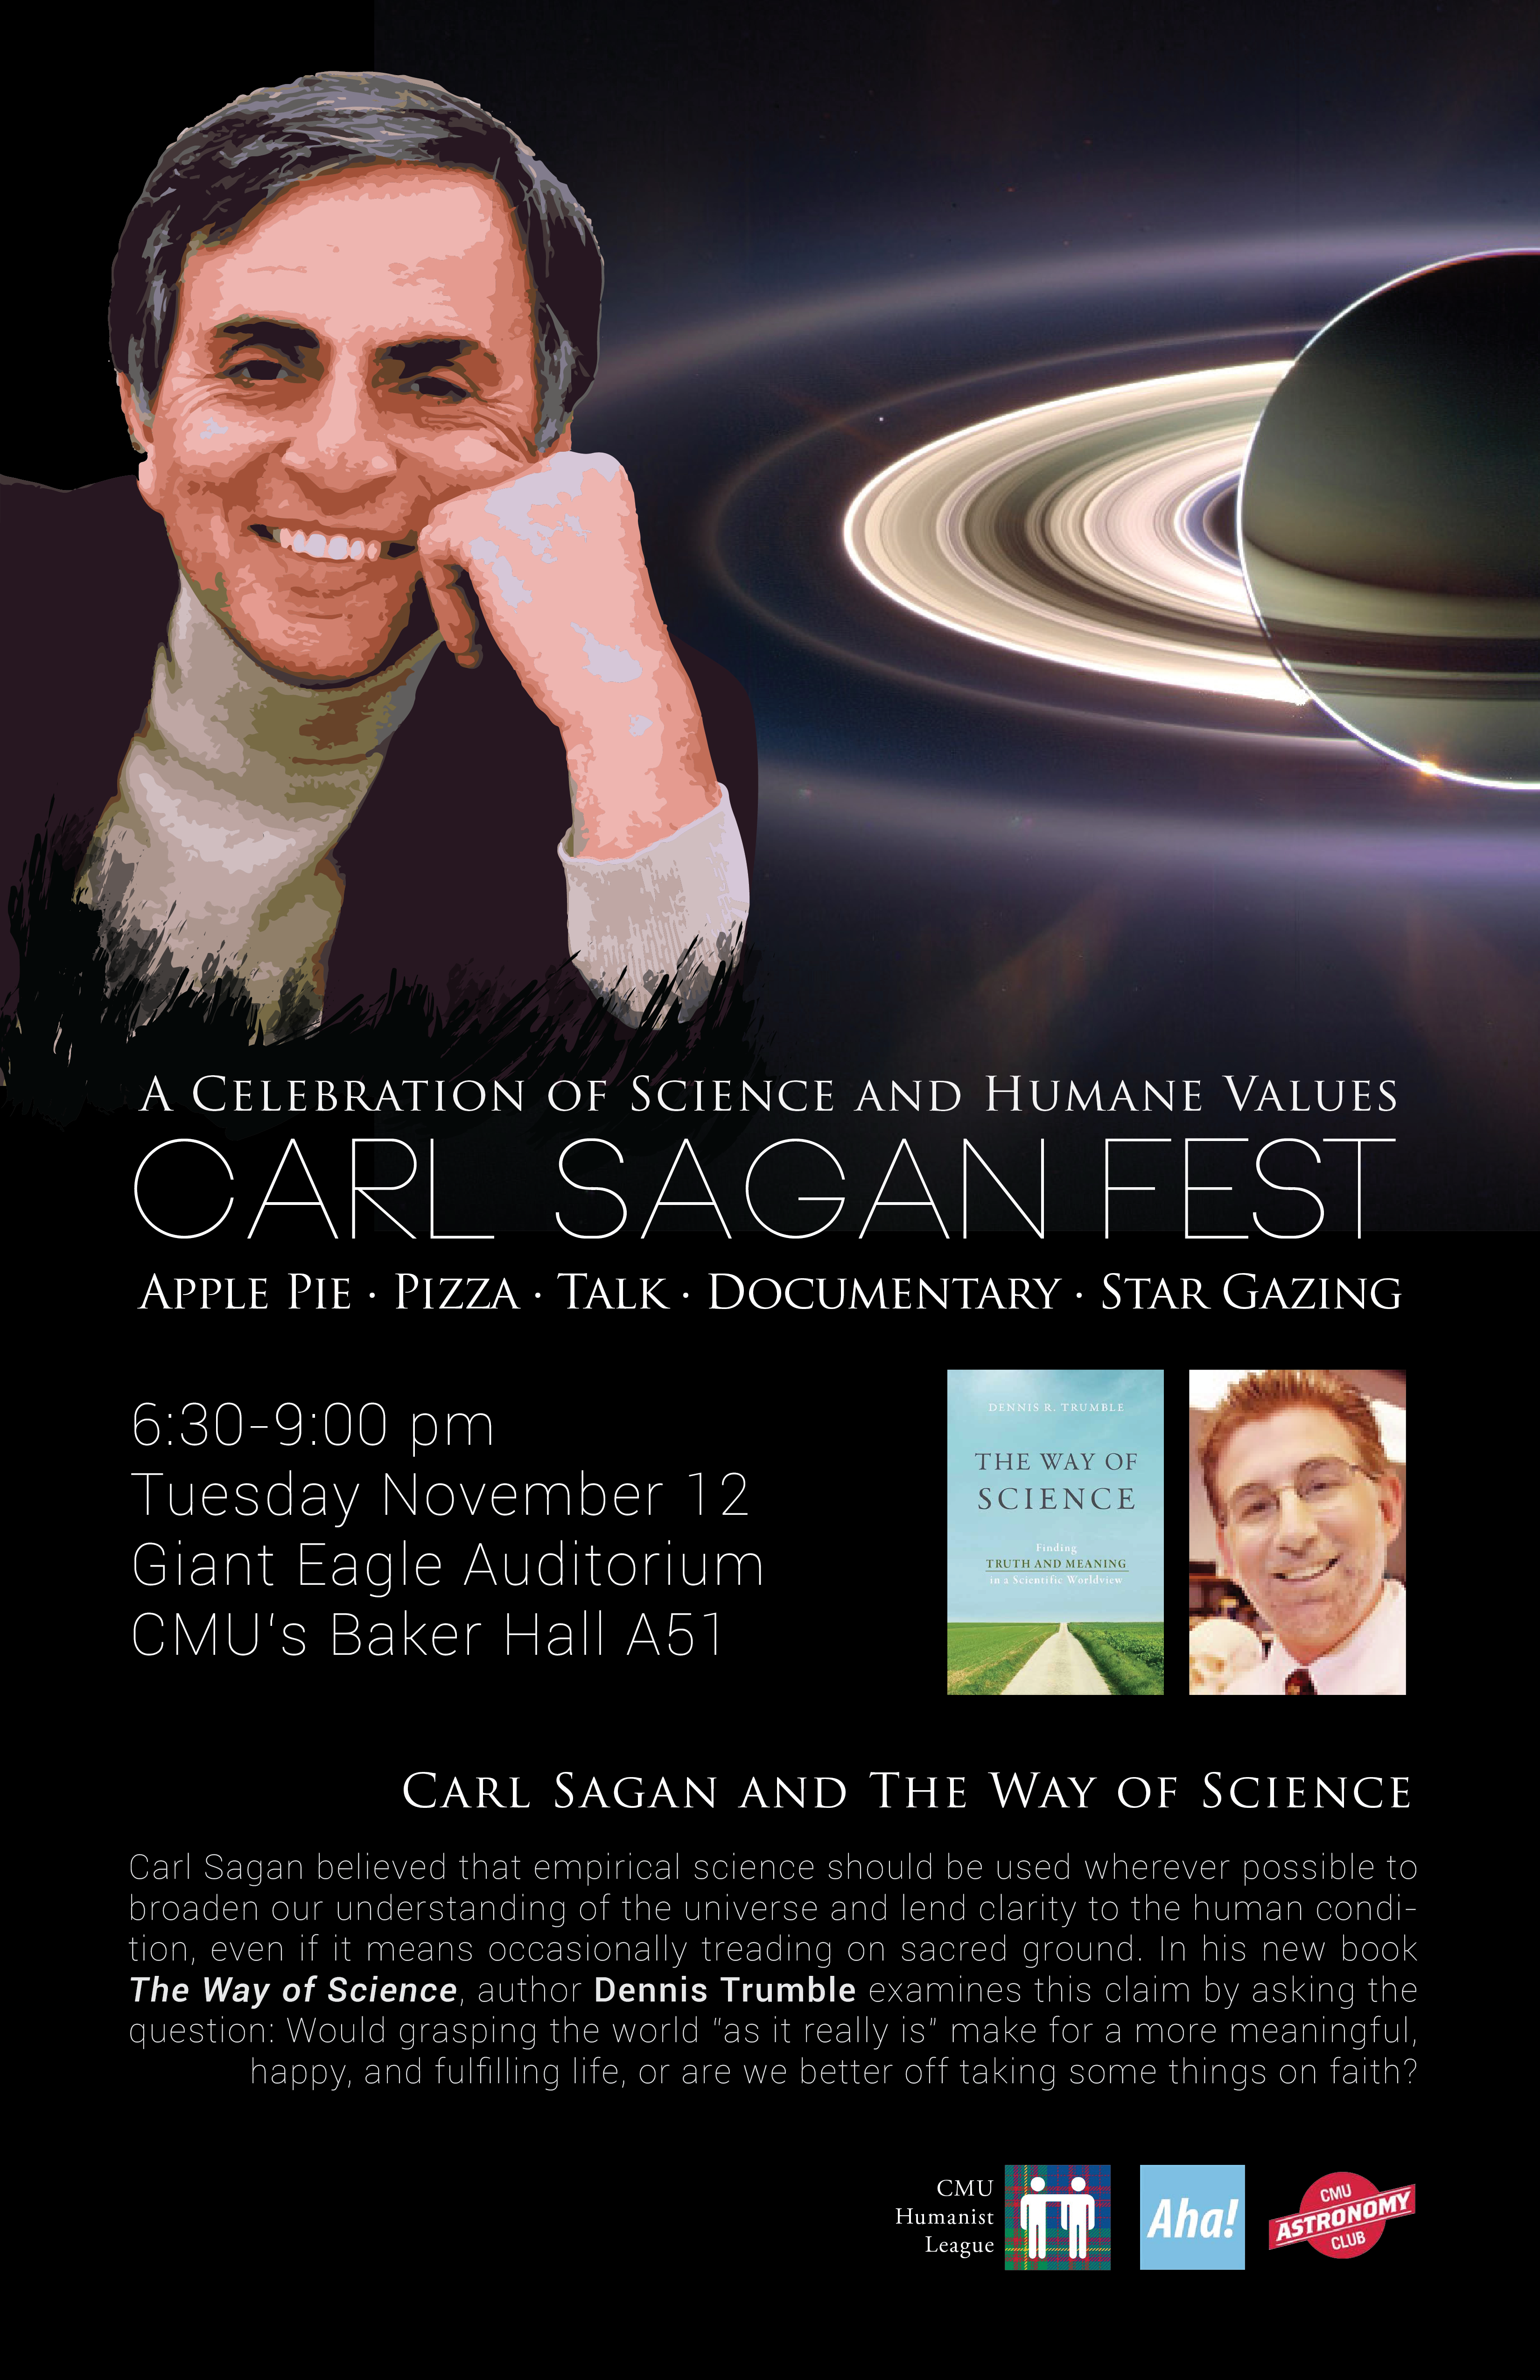 A Celebration of Science and Humane Values
CARL SAGAN FEST
Apple Pie · Pizza · Talk · Documentary · Star Gazing
6:30-9:00 pm
Tuesday November 12
Giant Eagle Auditorium
CMU's Baker Hall A51
DENNIS R. TRUMBLE
THE WAY OF
SCIENCE
Finding
TRUTH AND MEANING
in a Scientific Worldview
Carl Sagan and The Way of Science
Carl Sagan believed that empirical science should be used wherever possible to
broaden our understanding of the universe and lend clarity to the human condi-
tion, even if it means occasionally treading on sacred ground. In his new book
The Way of Science, author Dennis Trumble examines this claim by asking the
question: Would grasping the world "as it really is" make for a more meaningful,
happy, and fulfilling life, or are we better off taking some things on faith?
CMU
Humanist
League
Aha!
CMU
ASTRONOMY
CLUB